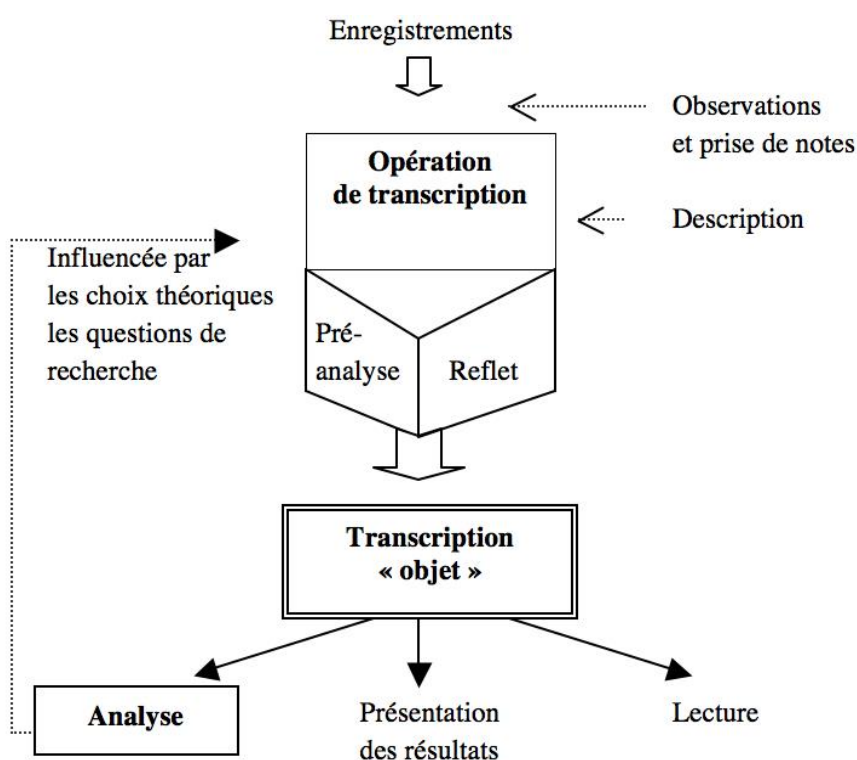 Enregistrements
Observations
et prise de notes
Opération
de transcription
Description
Influencée par
les choix théoriques
les questions de
recherche
Pré-
analyse
Reflet
Transcription
« objet »
Analyse
Présentation
des résultats
Lecture